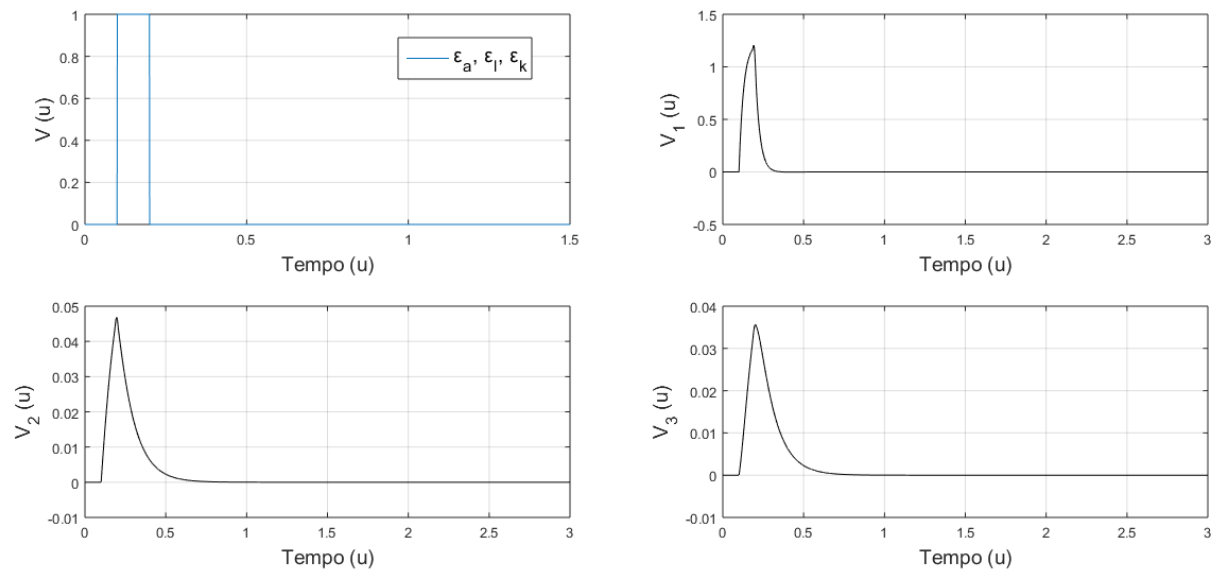 V (u)
1
0.8
0.6
0.4
0.2
0
ε_a, ε_l, ε_k
0 0.5 1 1.5
Tempo (u)
V_1 (u)
1.5
1
0.5
0
-0.5
0 0.5 1 1.5 2 2.5 3
Tempo (u)
V_2 (u)
0.05
0.04
0.03
0.02
0.01
0
-0.01
0 0.5 1 1.5 2 2.5 3
Tempo (u)
V_3 (u)
0.04
0.03
0.02
0.01
0
-0.01
0 0.5 1 1.5 2 2.5 3
Tempo (u)